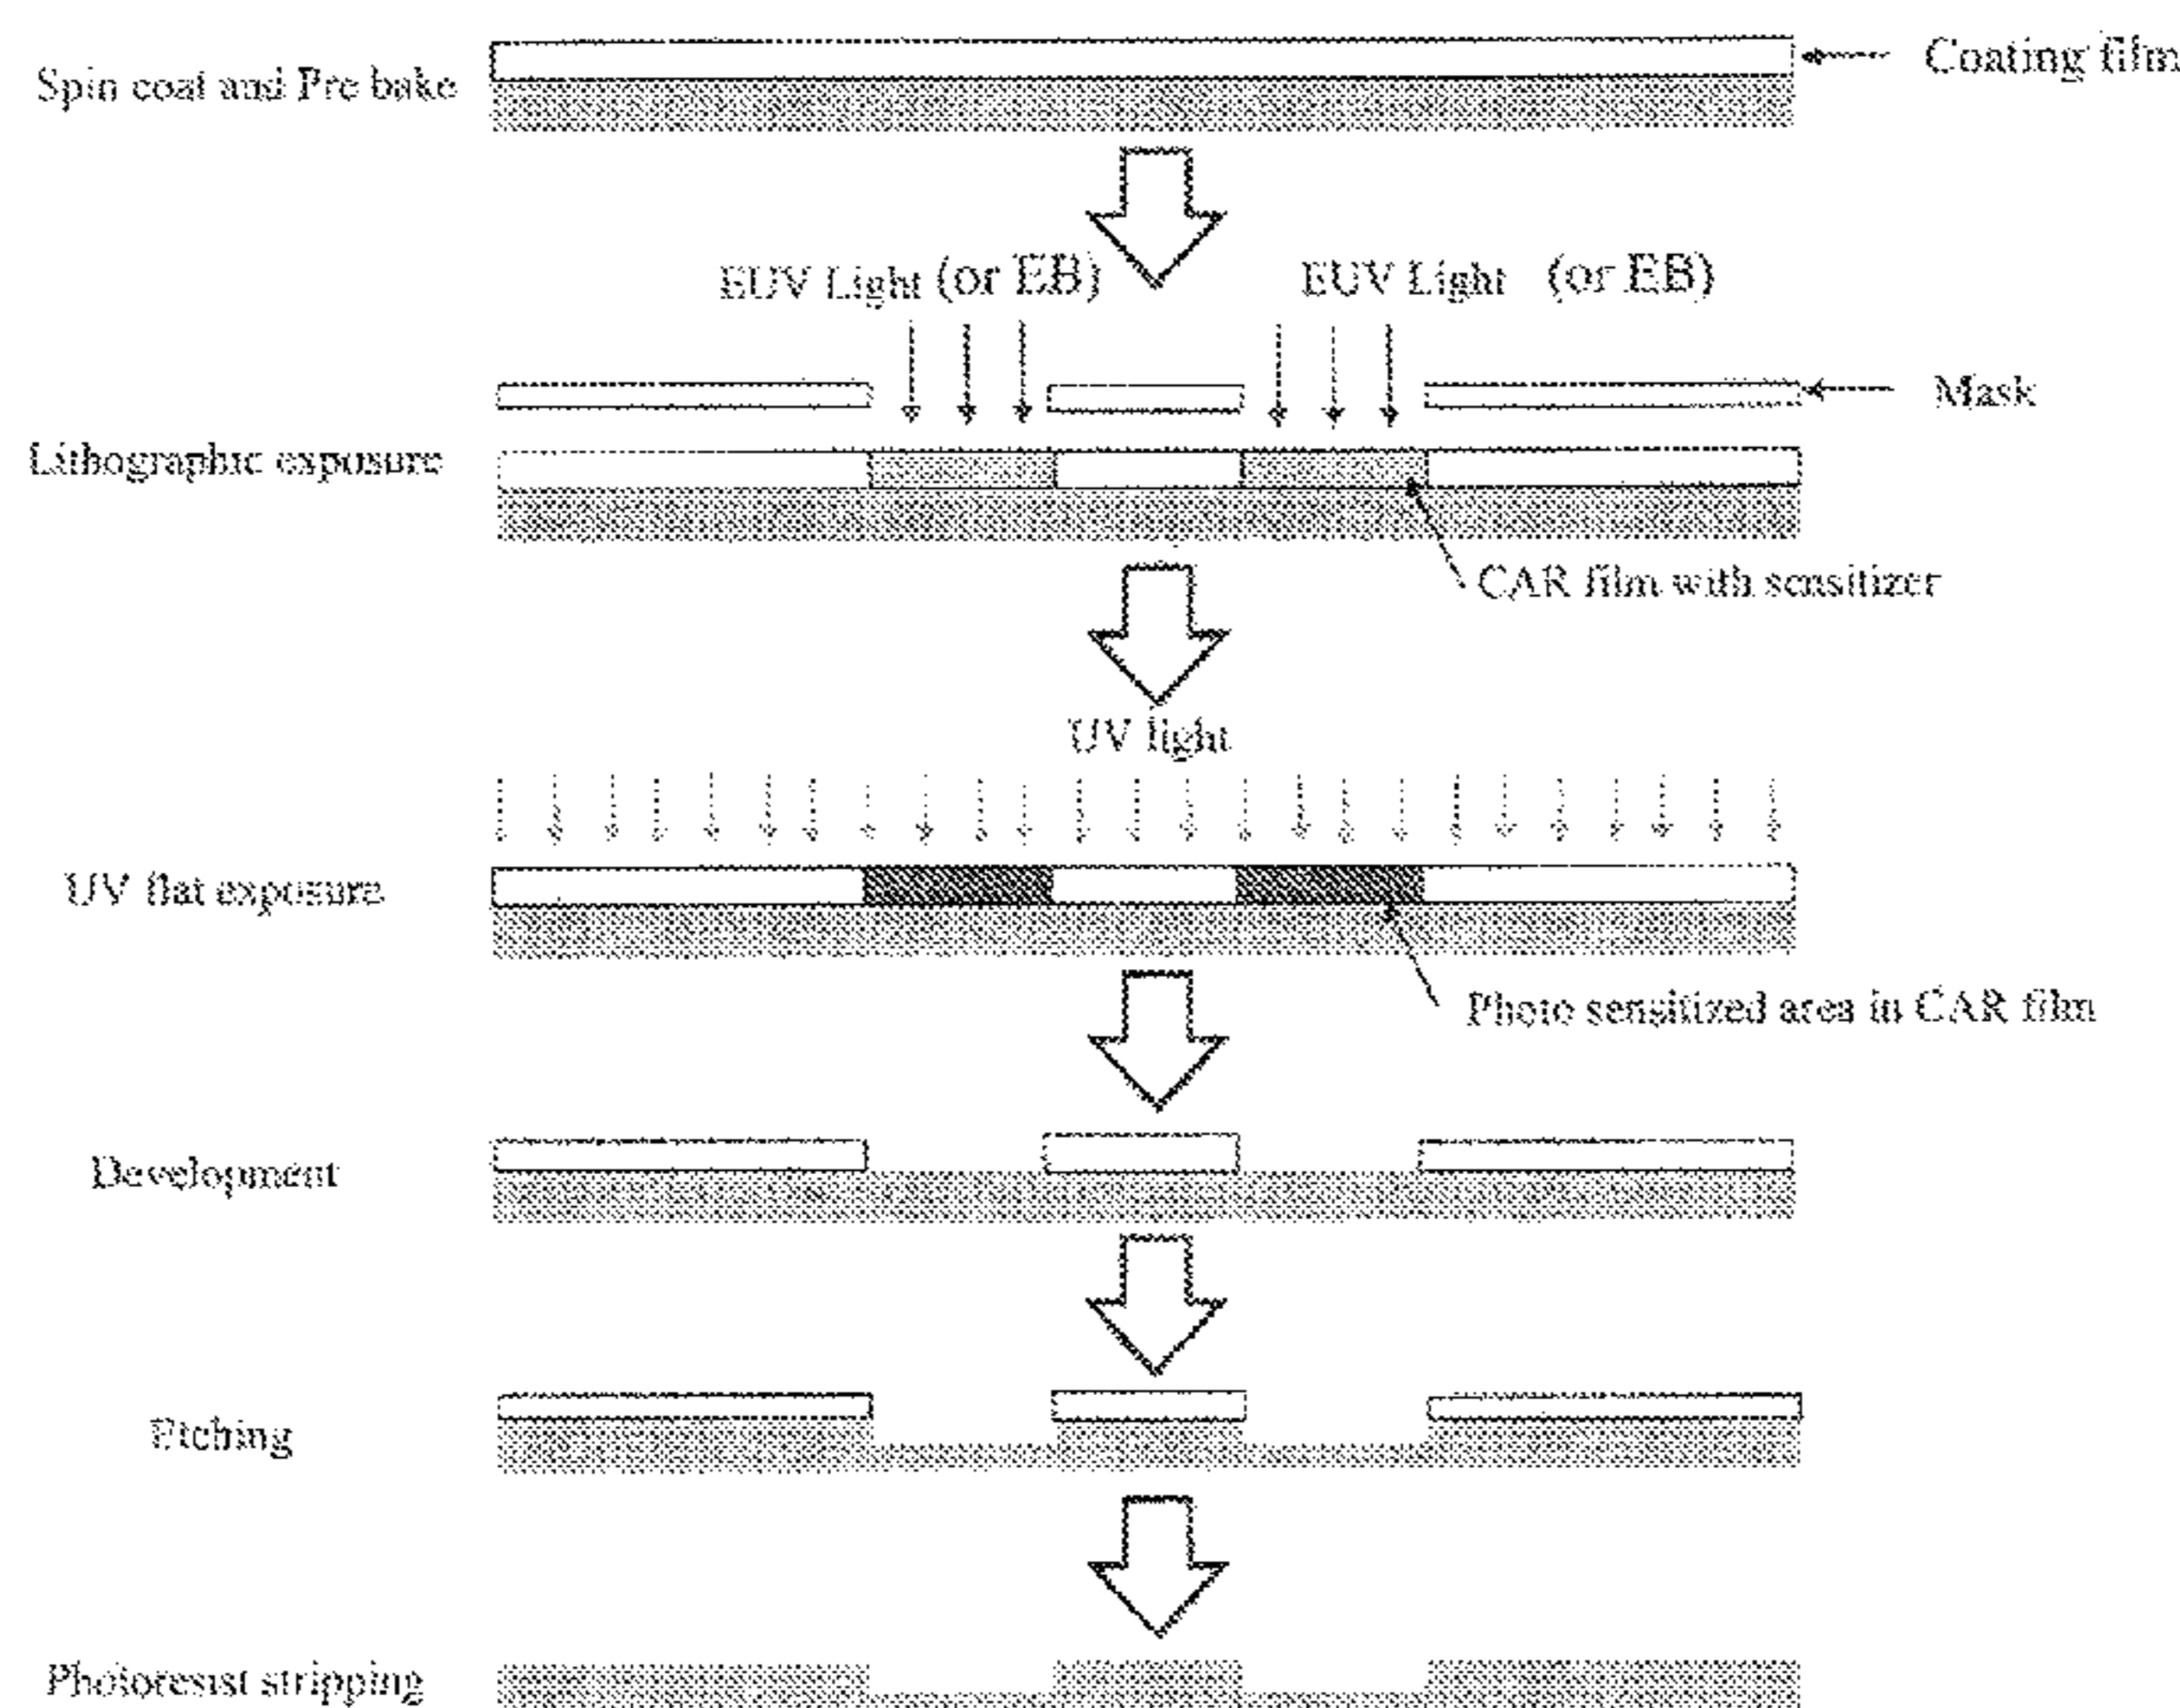 Spin coat and Pre bake
Coating film
EUV Light (or EB)
EUV Light (or EB)
Mask
Lithographic exposure
CAR film with sensitizer
UV light
UV flat exposure
Photo sensitized area in CAR film
Development
Etching
Photoresist stripping